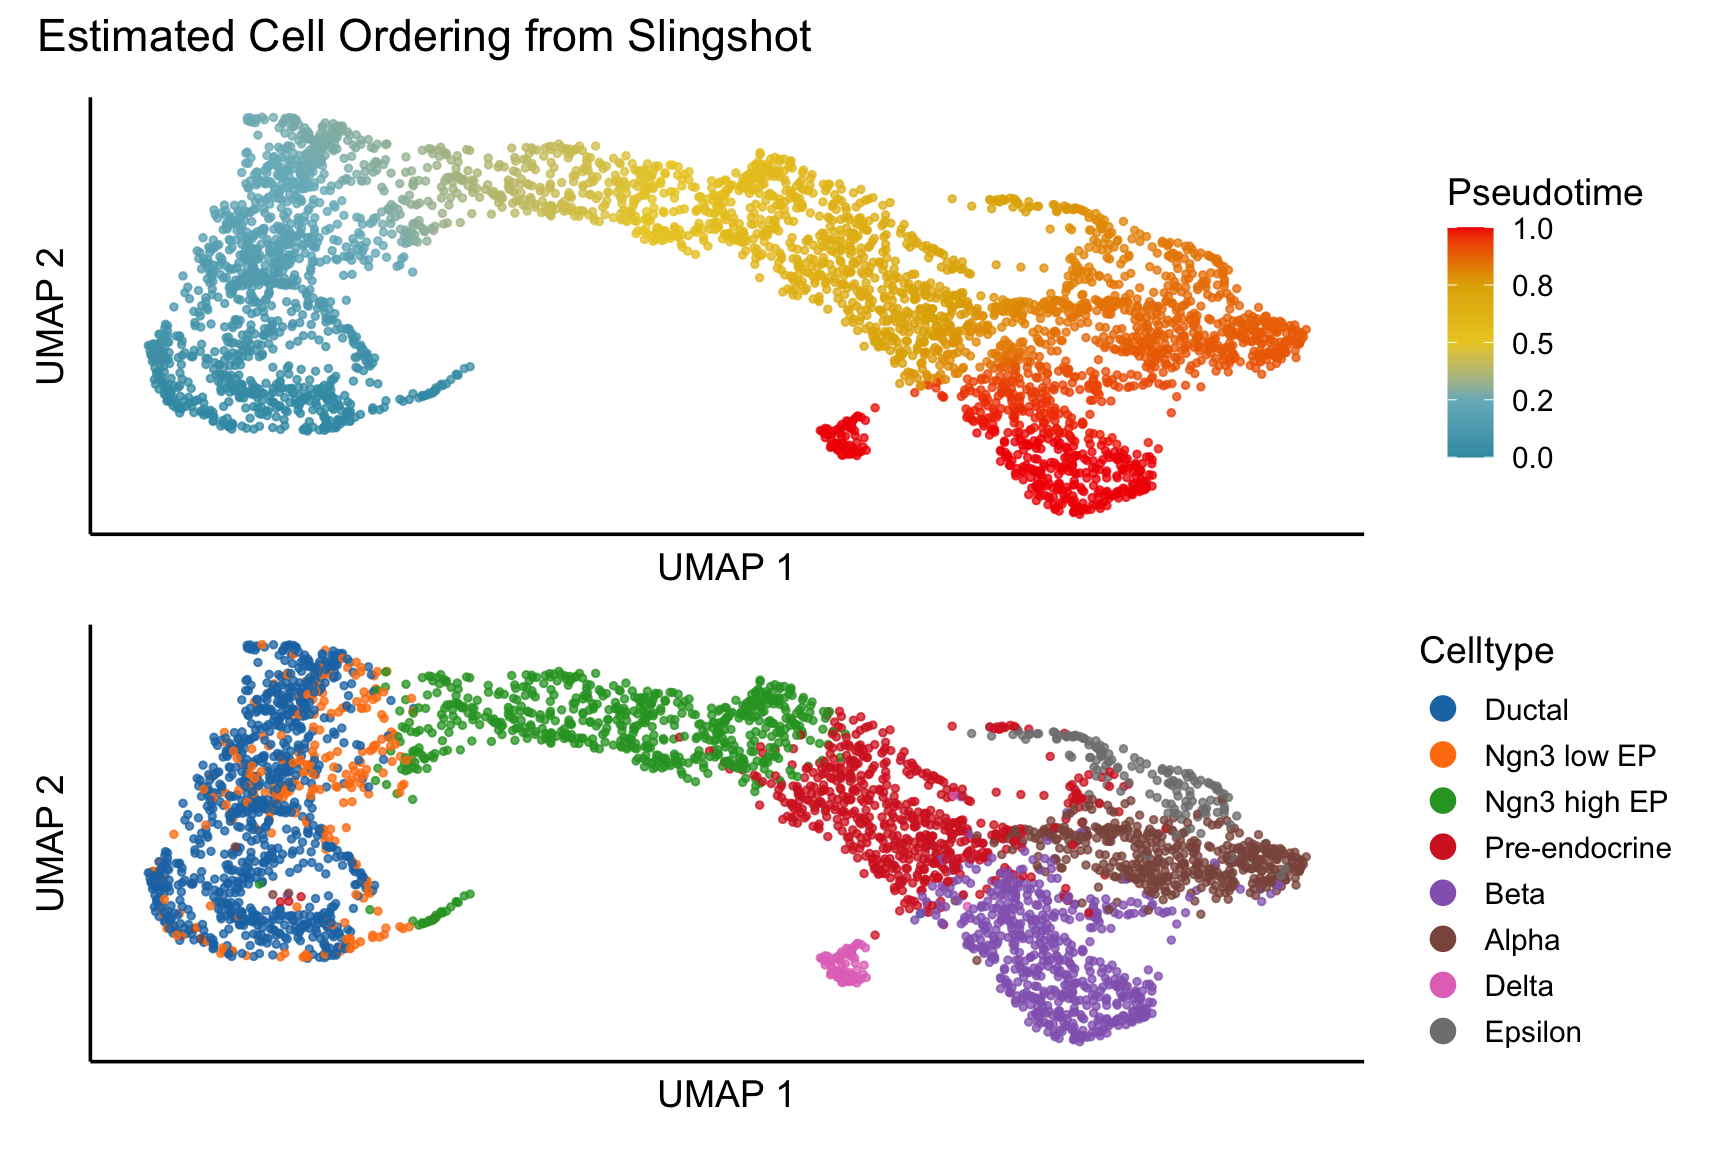 Estimated Cell Ordering from Slingshot
UMAP 2
UMAP 1
Pseudotime
1.0
0.8
0.5
0.2
0.0
UMAP 2
UMAP 1
Celltype
Ductal
Ngn3 low EP
Ngn3 high EP
Pre-endocrine
Beta
Alpha
Delta
Epsilon